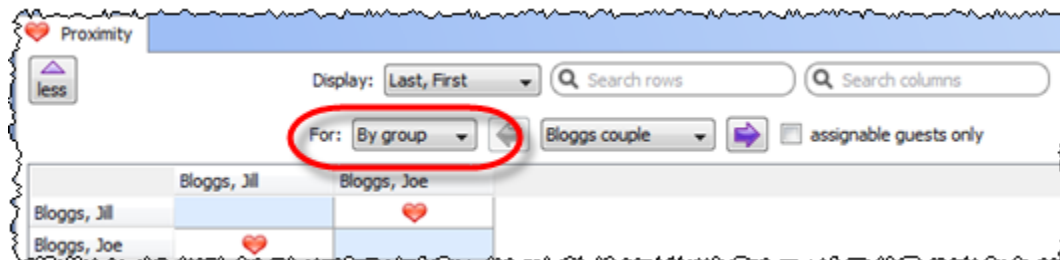 Proximity
less
Display: Last, First Search rows Search columns
For: By group Bloggs couple assignable guests only
Bloggs, Jill Bloggs, Joe
Bloggs, Jill
Bloggs, Joe